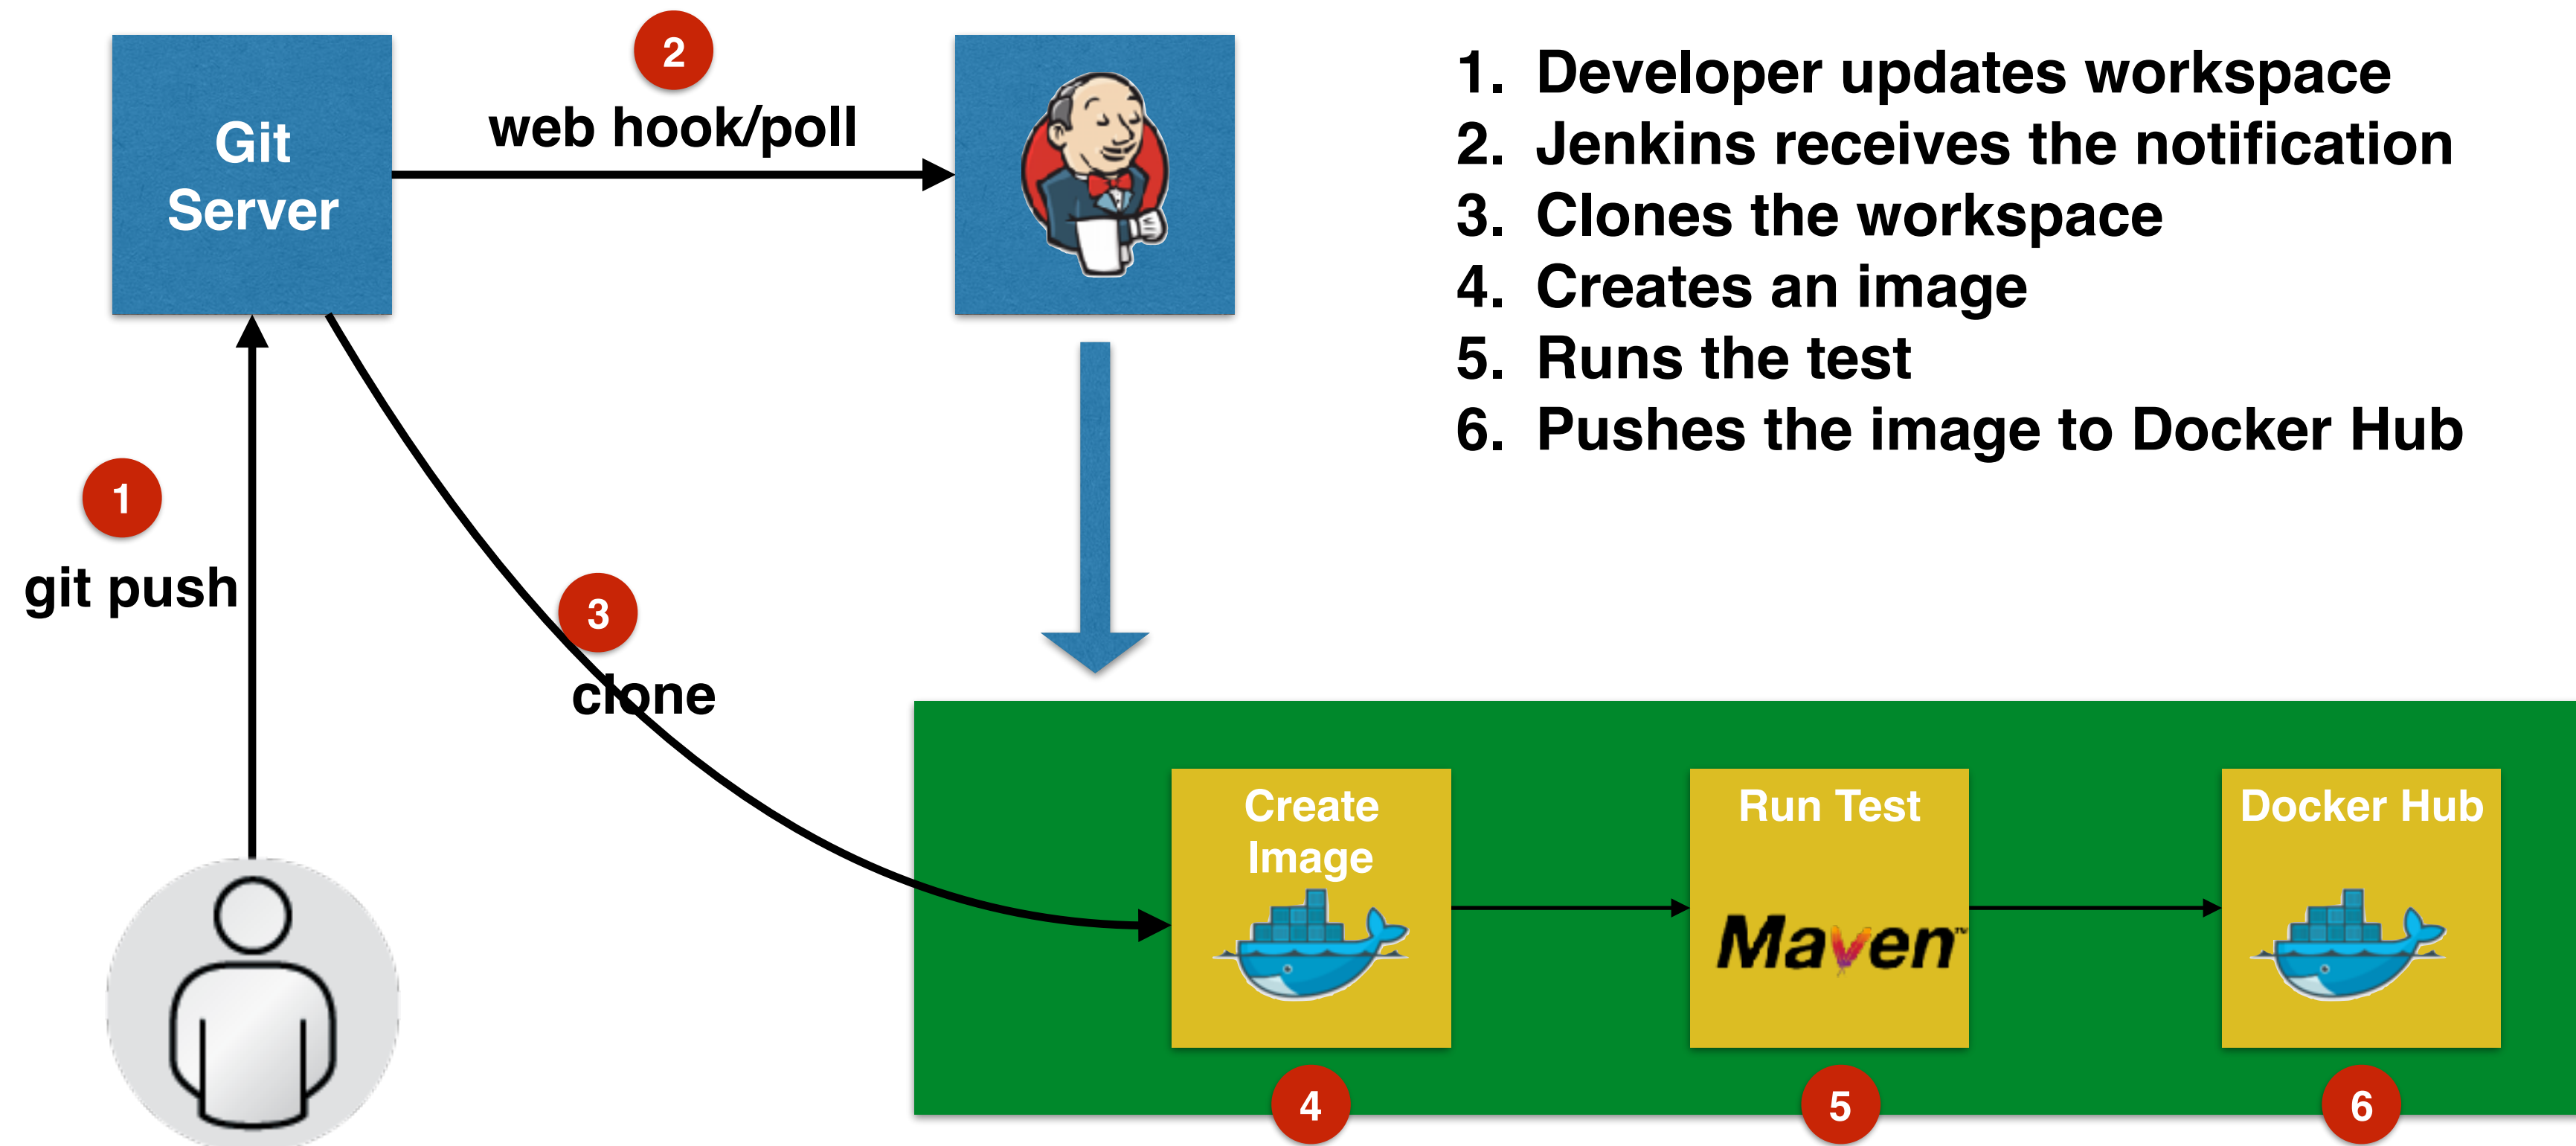 2
web hook/poll
Git
Server
1. Developer updates workspace
2. Jenkins receives the notification
3. Clones the workspace
4. Creates an image
5. Runs the test
6. Pushes the image to Docker Hub
1
git push
3
clone
Create
Image
Run Test
Maven™
Docker Hub
4
5
6